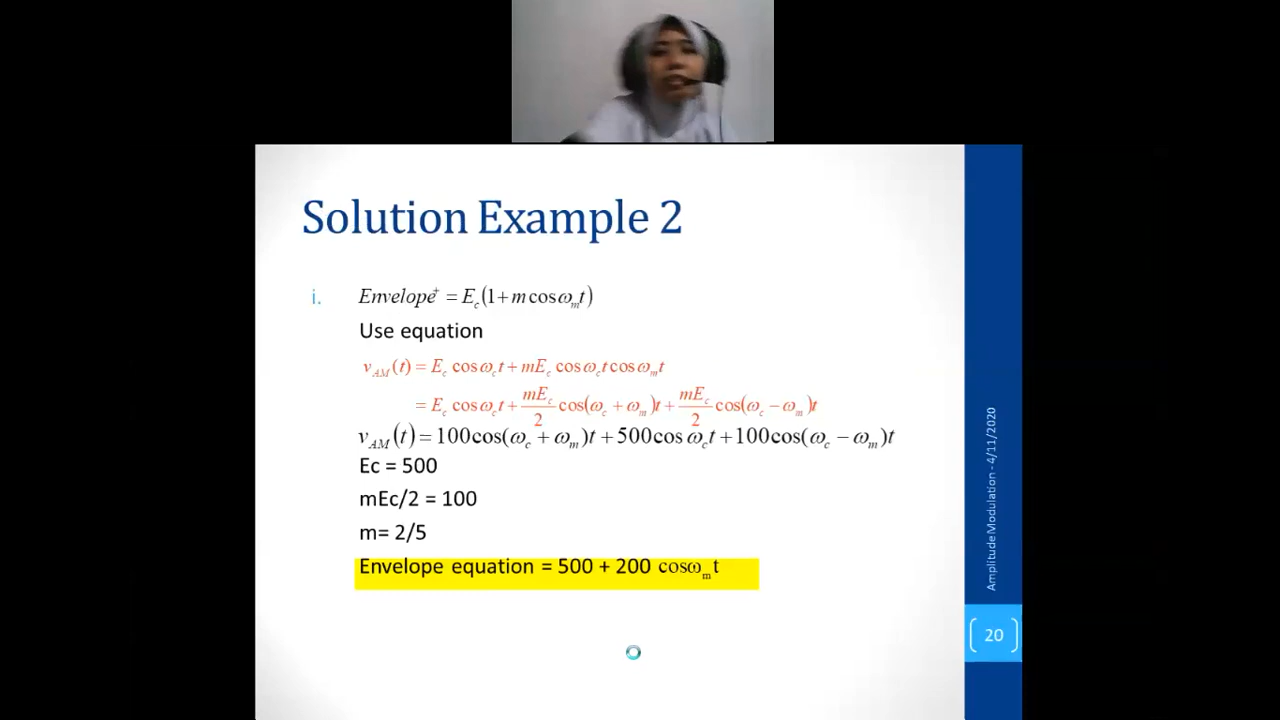 Solution Example 2
i. Envelope⁺ = E_c(1 + m cos ω_m t)
Use equation
v_AM(t) = E_c cos ω_c t + mE_c cos ω_c t cos ω_m t
= E_c cos ω_c t + mE_c/2 cos(ω_c + ω_m)t + mE_c/2 cos(ω_c − ω_m)t
v_AM(t) = 100cos(ω_c + ω_m)t + 500cos ω_c t + 100cos(ω_c − ω_m)t
Ec = 500
mEc/2 = 100
m= 2/5
Envelope equation = 500 + 200 cosω_m t
Amplitude Modulation - 4/11/2020
20